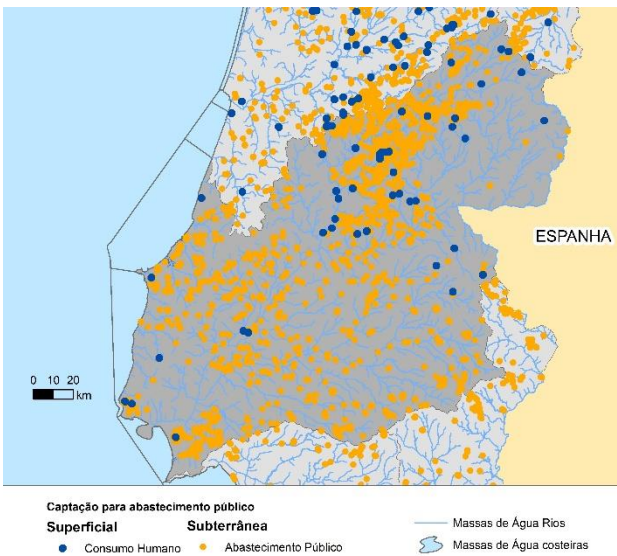 ESPANHA
0 10 20
km
Captação para abastecimento público
Superficial Subterrânea
Consumo Humano Abastecimento Público
Massas de Água Rios
Massas de Água costeiras